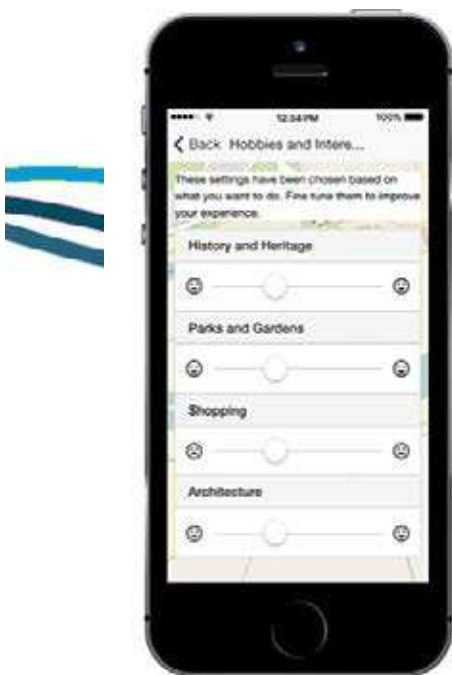 12:34 PM 100%
Back Hobbies and Intere...
These settings have been chosen based on
what you want to do. Fine tune them to improve
your experience.
History and Heritage
Parks and Gardens
Shopping
Architecture